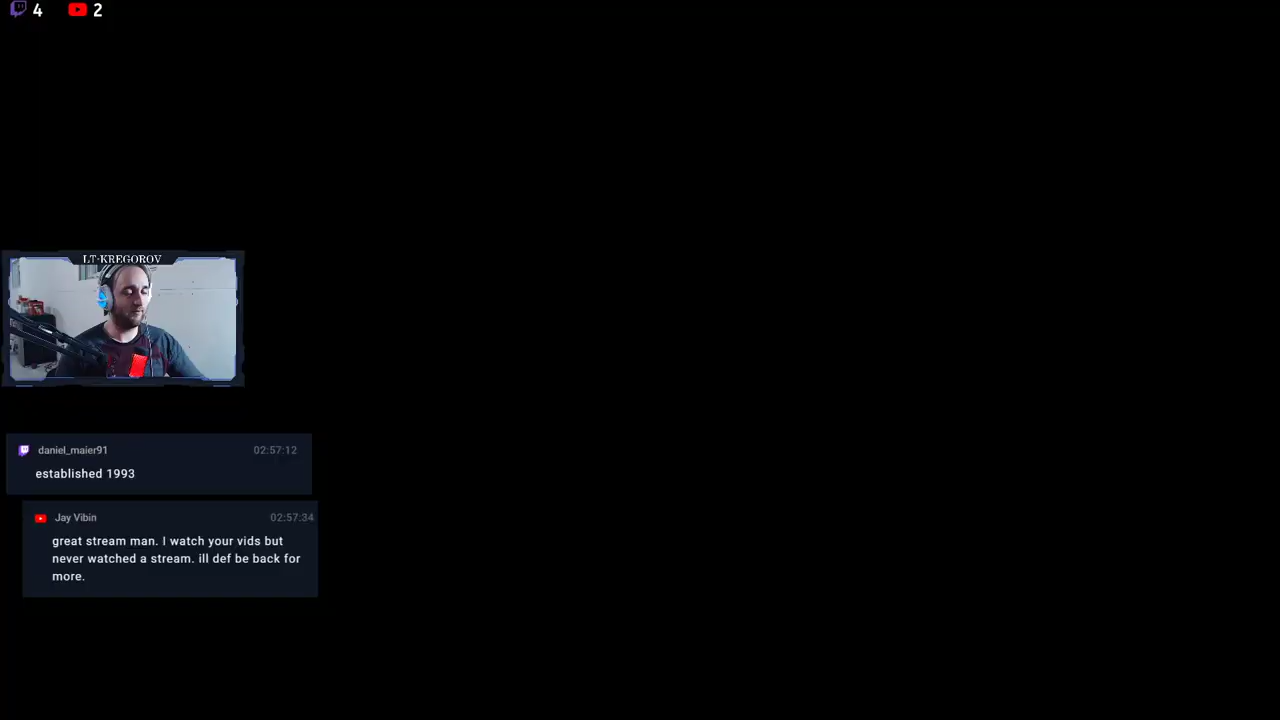 4 2
LT-KREGOROV
daniel_maier91 02:57:12
established 1993
Jay Vibin 02:57:34
great stream man. I watch your vids but
never watched a stream. ill def be back for
more.